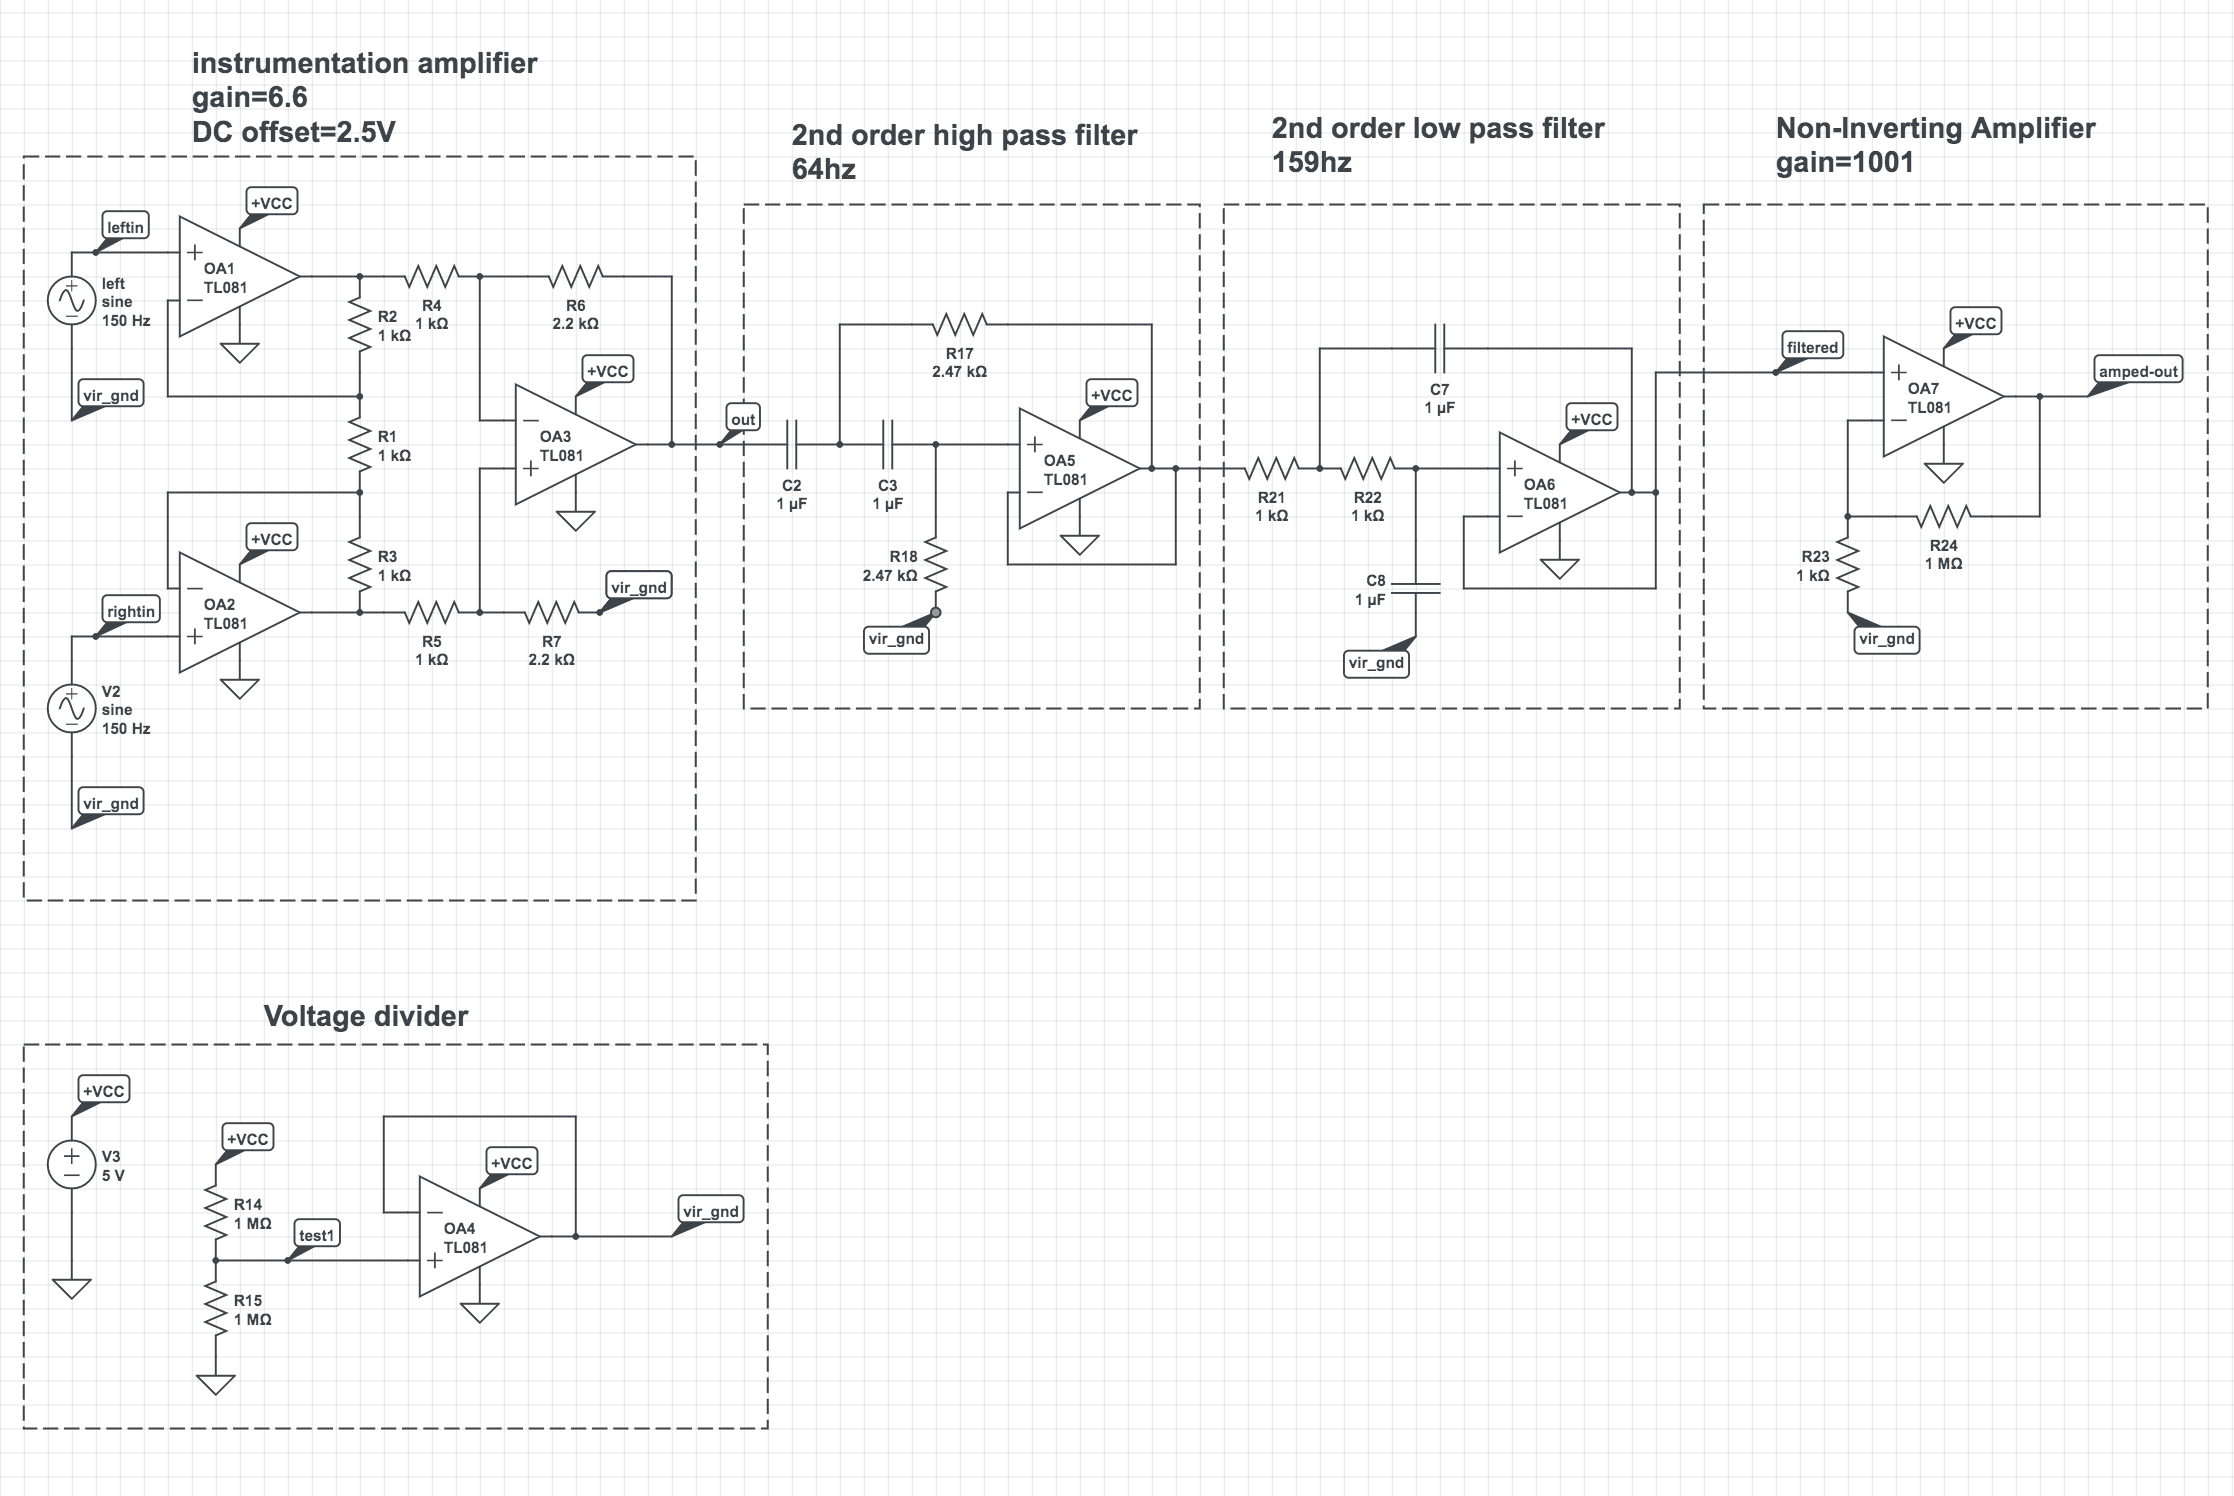 instrumentation amplifier
gain=6.6
DC offset=2.5V
2nd order high pass filter
64hz
2nd order low pass filter
159hz
Non-Inverting Amplifier
gain=1001
leftin
+VCC
+
−
OA1
TL081
left
sine
150 Hz
vir_gnd
R4
1 kΩ
R6
2.2 kΩ
R2
1 kΩ
R1
1 kΩ
+VCC
−
+
OA3
TL081
out
+VCC
−
+
OA2
TL081
rightin
R3
1 kΩ
R5
1 kΩ
R7
2.2 kΩ
vir_gnd
V2
sine
150 Hz
vir_gnd
R17
2.47 kΩ
C2
1 µF
C3
1 µF
+VCC
+
−
OA5
TL081
R18
2.47 kΩ
vir_gnd
C7
1 µF
R21
1 kΩ
R22
1 kΩ
+VCC
+
−
OA6
TL081
C8
1 µF
vir_gnd
filtered
+VCC
+
−
OA7
TL081
amped-out
R23
1 kΩ
R24
1 MΩ
vir_gnd
Voltage divider
+VCC
V3
5 V
+VCC
R14
1 MΩ
test1
R15
1 MΩ
+VCC
−
+
OA4
TL081
vir_gnd